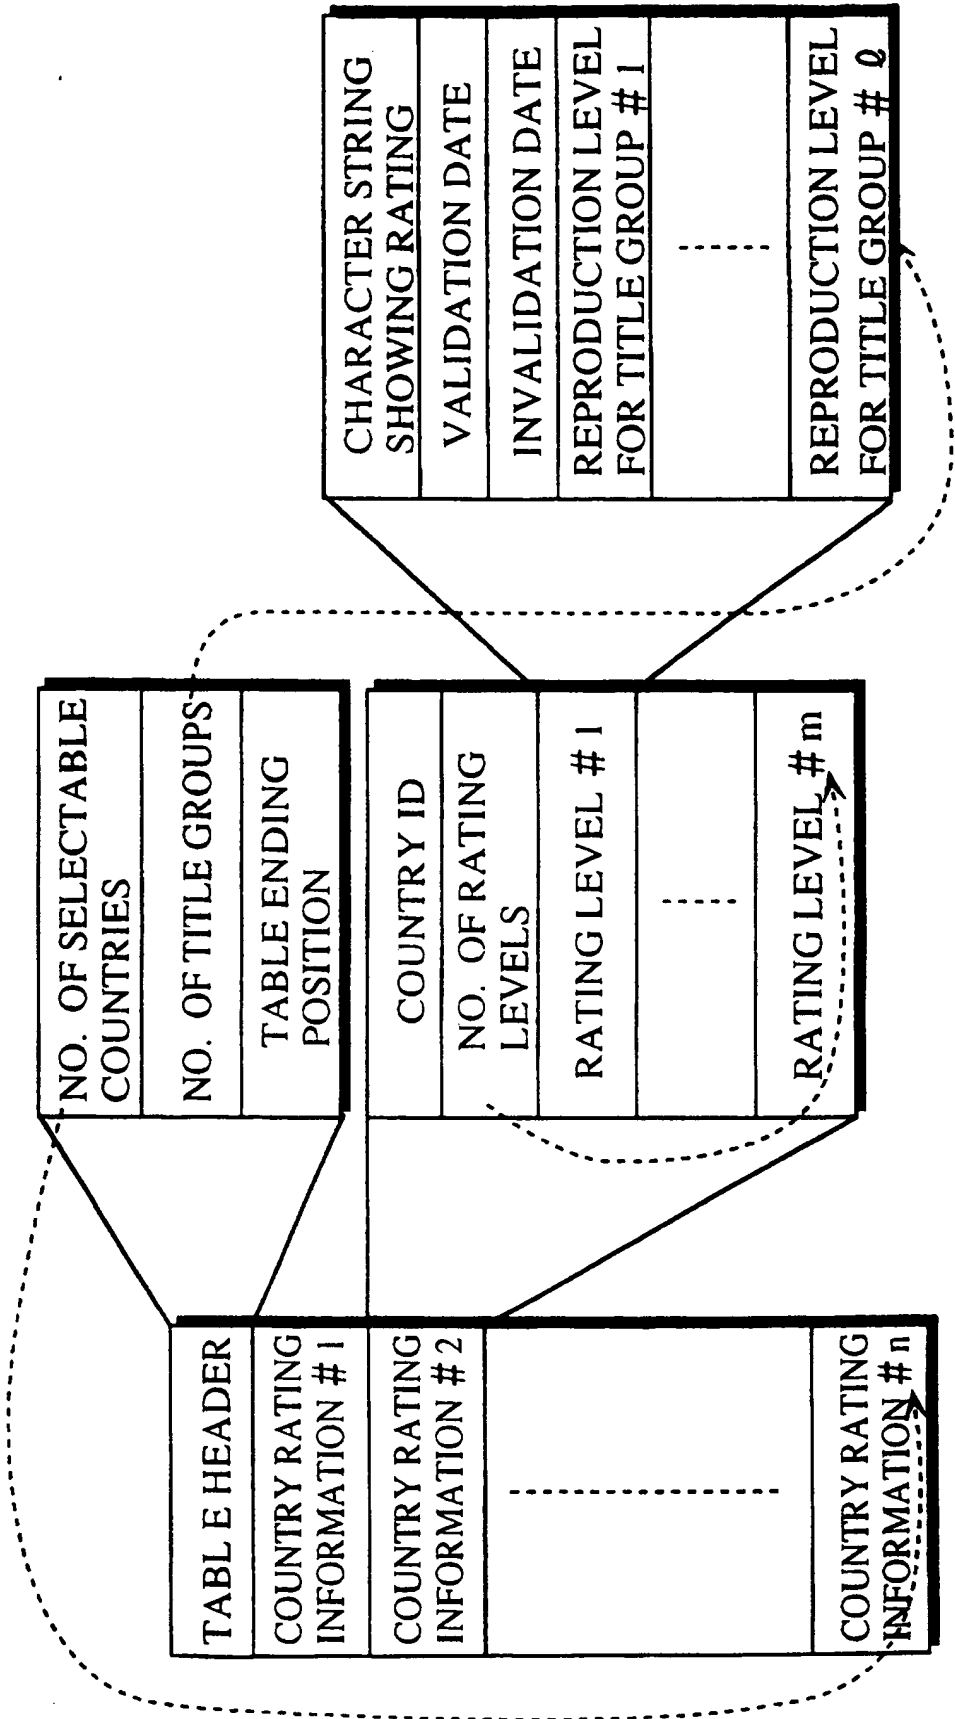 TABLE HEADER
COUNTRY RATING
INFORMATION # 1
COUNTRY RATING
INFORMATION # 2
COUNTRY RATING
INFORMATION # n
NO. OF SELECTABLE
COUNTRIES
NO. OF TITLE GROUPS
TABLE ENDING
POSITION
COUNTRY ID
NO. OF RATING
LEVELS
RATING LEVEL # 1
RATING LEVEL # m
CHARACTER STRING
SHOWING RATING
VALIDATION DATE
INVALIDATION DATE
REPRODUCTION LEVEL
FOR TITLE GROUP # 1
REPRODUCTION LEVEL
FOR TITLE GROUP # ℓ